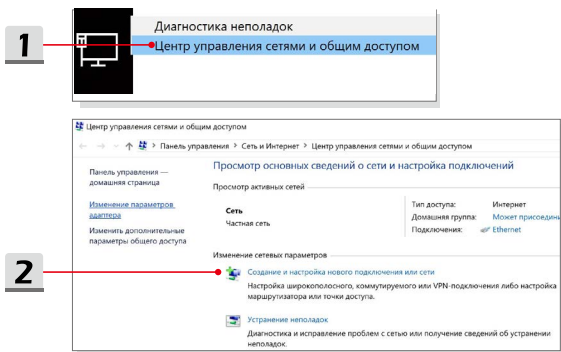 1
Диагностика неполадок
Центр управления сетями и общим доступом
Центр управления сетями и общим доступом
Панель управления > Сеть и Интернет > Центр управления сетями и общим доступом
Панель управления —
домашняя страница
Изменение параметров
адаптера
Изменить дополнительные
параметры общего доступа
Просмотр основных сведений о сети и настройка подключений
Просмотр активных сетей
Сеть
Частная сеть
Тип доступа: Интернет
Домашняя группа: Может присоедини
Подключения: Ethernet
Изменение сетевых параметров
2
Создание и настройка нового подключения или сети
Настройка широкополосного, коммутируемого или VPN-подключения либо настройка
маршрутизатора или точки доступа.
Устранение неполадок
Диагностика и исправление проблем с сетью или получение сведений об устранении
неполадок.